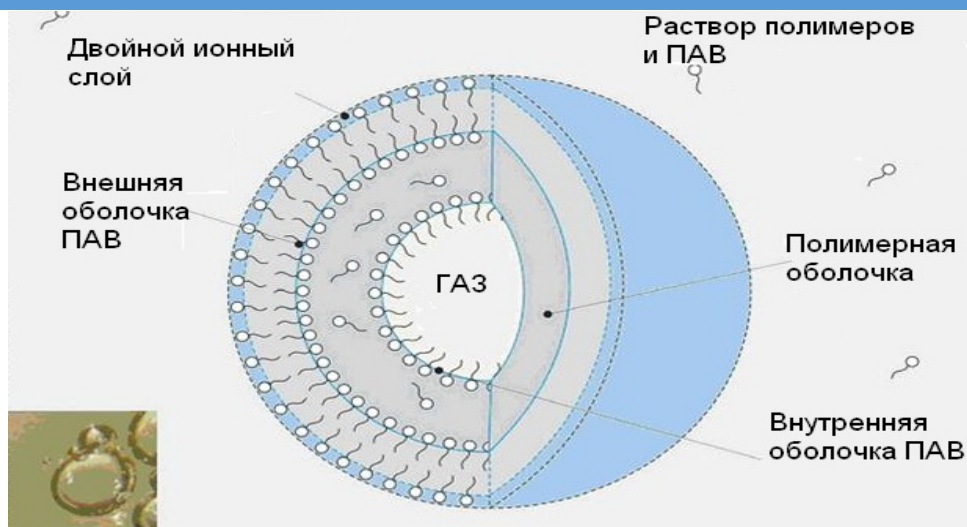 Двойной ионный
слой
Раствор полимеров
и ПАВ
Внешняя
оболочка
ПАВ
ГАЗ
Полимерная
оболочка
Внутренняя
оболочка ПАВ